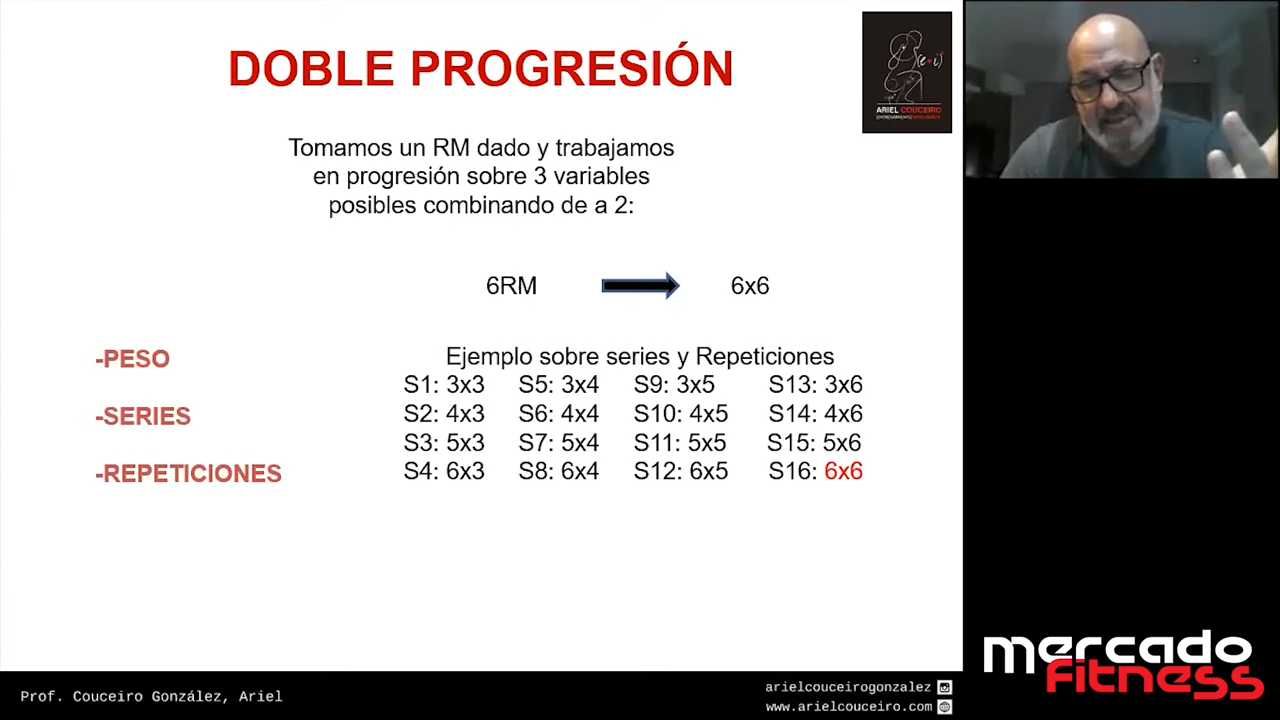 DOBLE PROGRESIÓN
ARIEL COUCEIRO
ENTRENAMIENTO INTELIGENTE
Tomamos un RM dado y trabajamos
en progresión sobre 3 variables
posibles combinando de a 2:
6RM 6x6
-PESO
-SERIES
-REPETICIONES
Ejemplo sobre series y Repeticiones
S1: 3x3 S5: 3x4 S9: 3x5 S13: 3x6
S2: 4x3 S6: 4x4 S10: 4x5 S14: 4x6
S3: 5x3 S7: 5x4 S11: 5x5 S15: 5x6
S4: 6x3 S8: 6x4 S12: 6x5 S16: 6x6
Prof. Couceiro González, Ariel
arielcouceirogonzalez
www.arielcouceiro.com
mercado
fitness